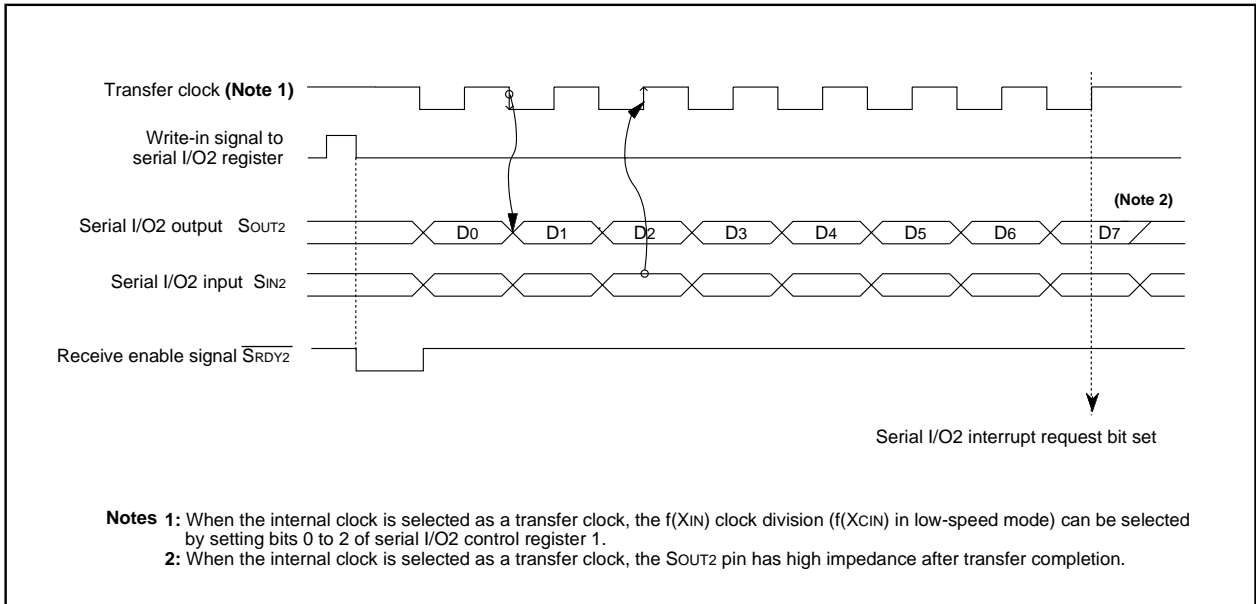 Transfer clock (Note 1)
Write-in signal to
serial I/O2 register
(Note 2)
Serial I/O2 output SOUT2
D0 D1 D2 D3 D4 D5 D6 D7
Serial I/O2 input SIN2
Receive enable signal SRDY2
Serial I/O2 interrupt request bit set
Notes 1: When the internal clock is selected as a transfer clock, the f(XIN) clock division (f(XCIN) in low-speed mode) can be selected
by setting bits 0 to 2 of serial I/O2 control register 1.
2: When the internal clock is selected as a transfer clock, the SOUT2 pin has high impedance after transfer completion.